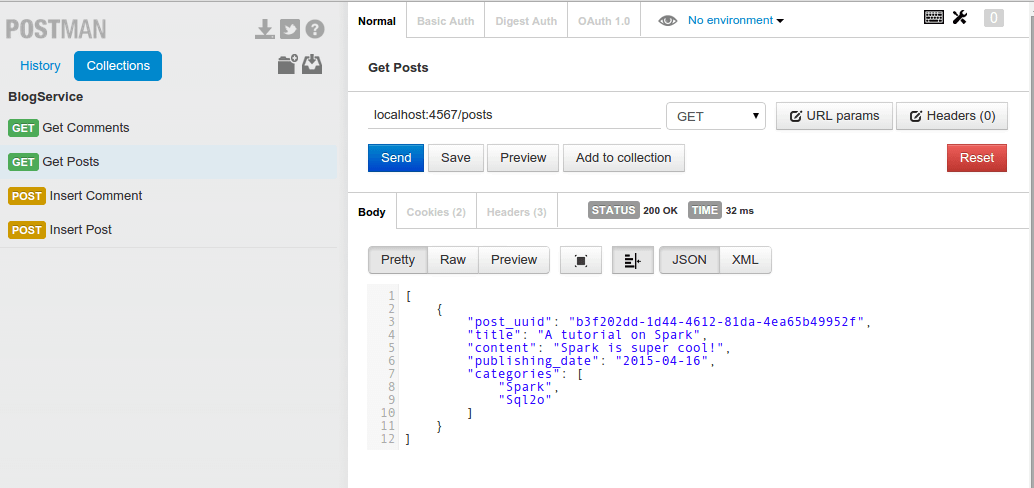 POSTMAN
History Collections
BlogService
GET Get Comments
GET Get Posts
POST Insert Comment
POST Insert Post
Normal Basic Auth Digest Auth OAuth 1.0 No environment 0
Get Posts
localhost:4567/posts GET URL params Headers (0)
Send Save Preview Add to collection Reset
Body Cookies (2) Headers (3) STATUS 200 OK TIME 32 ms
Pretty Raw Preview JSON XML
1 [
2 {
3 "post_uuid": "b3f202dd-1d44-4612-81da-4ea65b49952f",
4 "title": "A tutorial on Spark",
5 "content": "Spark is super cool!",
6 "publishing_date": "2015-04-16",
7 "categories": [
8 "Spark",
9 "Sql2o"
10 ]
11 }
12 ]